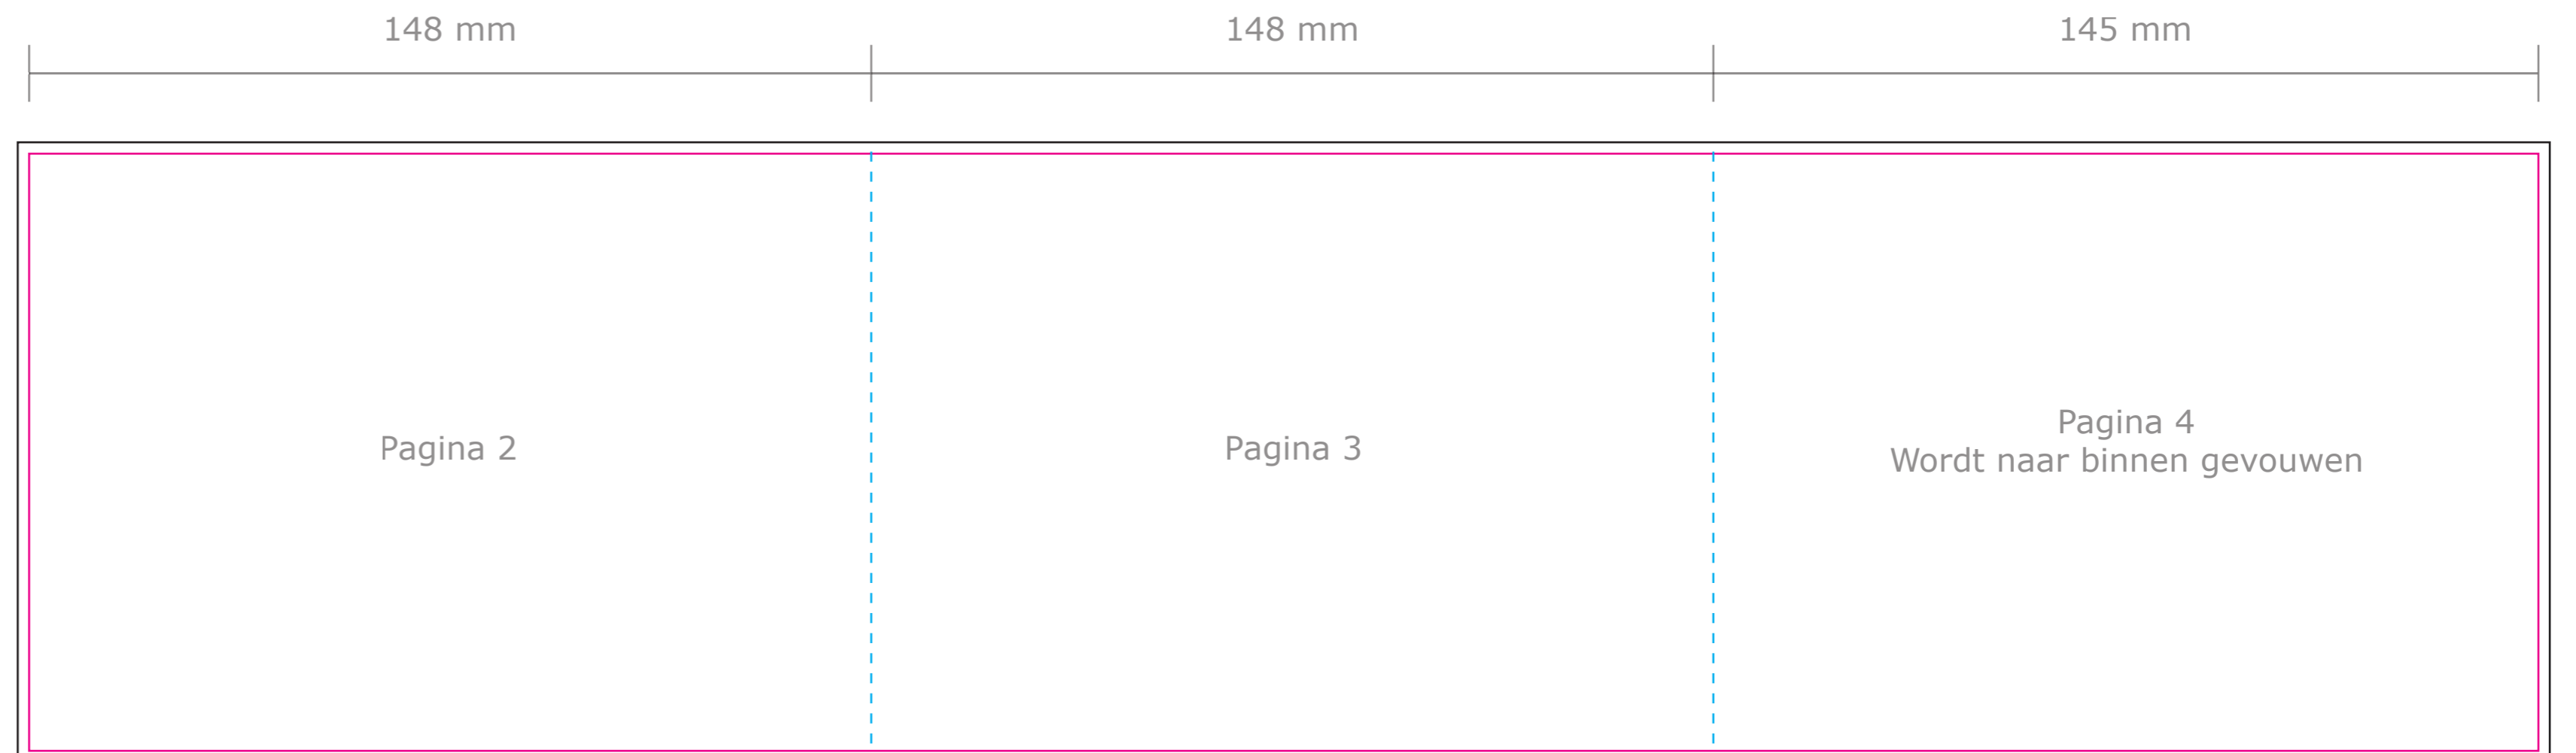 148 mm
148 mm
145 mm
Pagina 2
Pagina 3
Pagina 4
Wordt naar binnen gevouwen